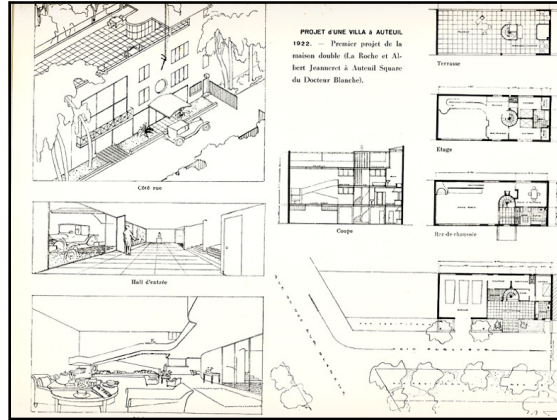 PROJET d'UNE VILLA à AUTEUIL
1922. — Premier projet de la
maison double (La Roche et Al-
bert Jeanneret à Auteuil Square
du Docteur Blanche).
Terrasse
Etage
Côté rue
Coupe
Rez-de-chaussée
Hall d'entrée